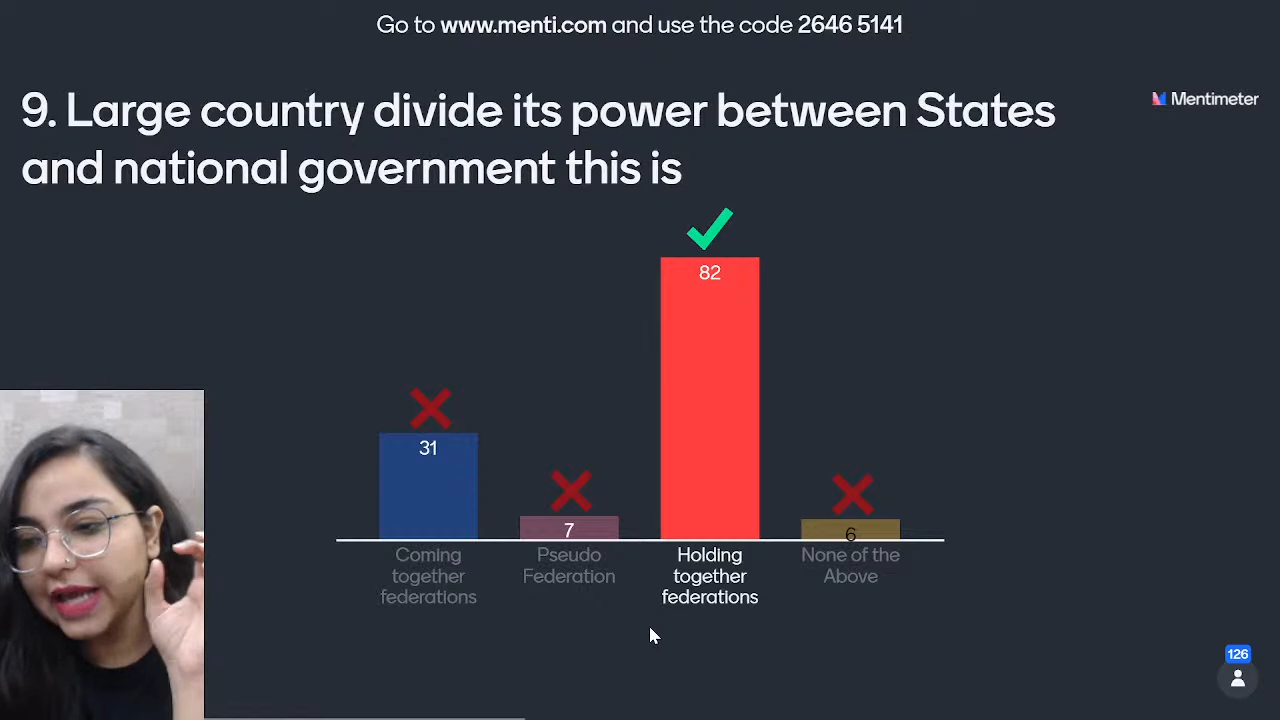 Go to www.menti.com and use the code 2646 5141
Mentimeter
9. Large country divide its power between States
and national government this is
82
31
7
6
Coming
together
federations
Pseudo
Federation
Holding
together
federations
None of the
Above
126